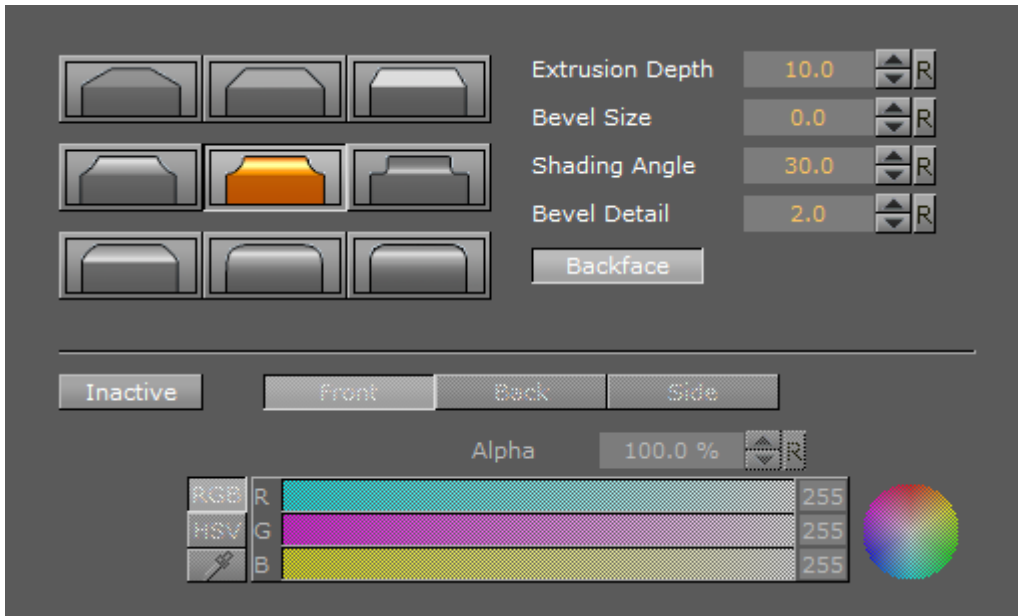 Extrusion Depth 10.0 R
Bevel Size 0.0 R
Shading Angle 30.0 R
Bevel Detail 2.0 R
Backface
Inactive Front Back Side
Alpha 100.0 % R
RGB R 255
HSV G 255
B 255